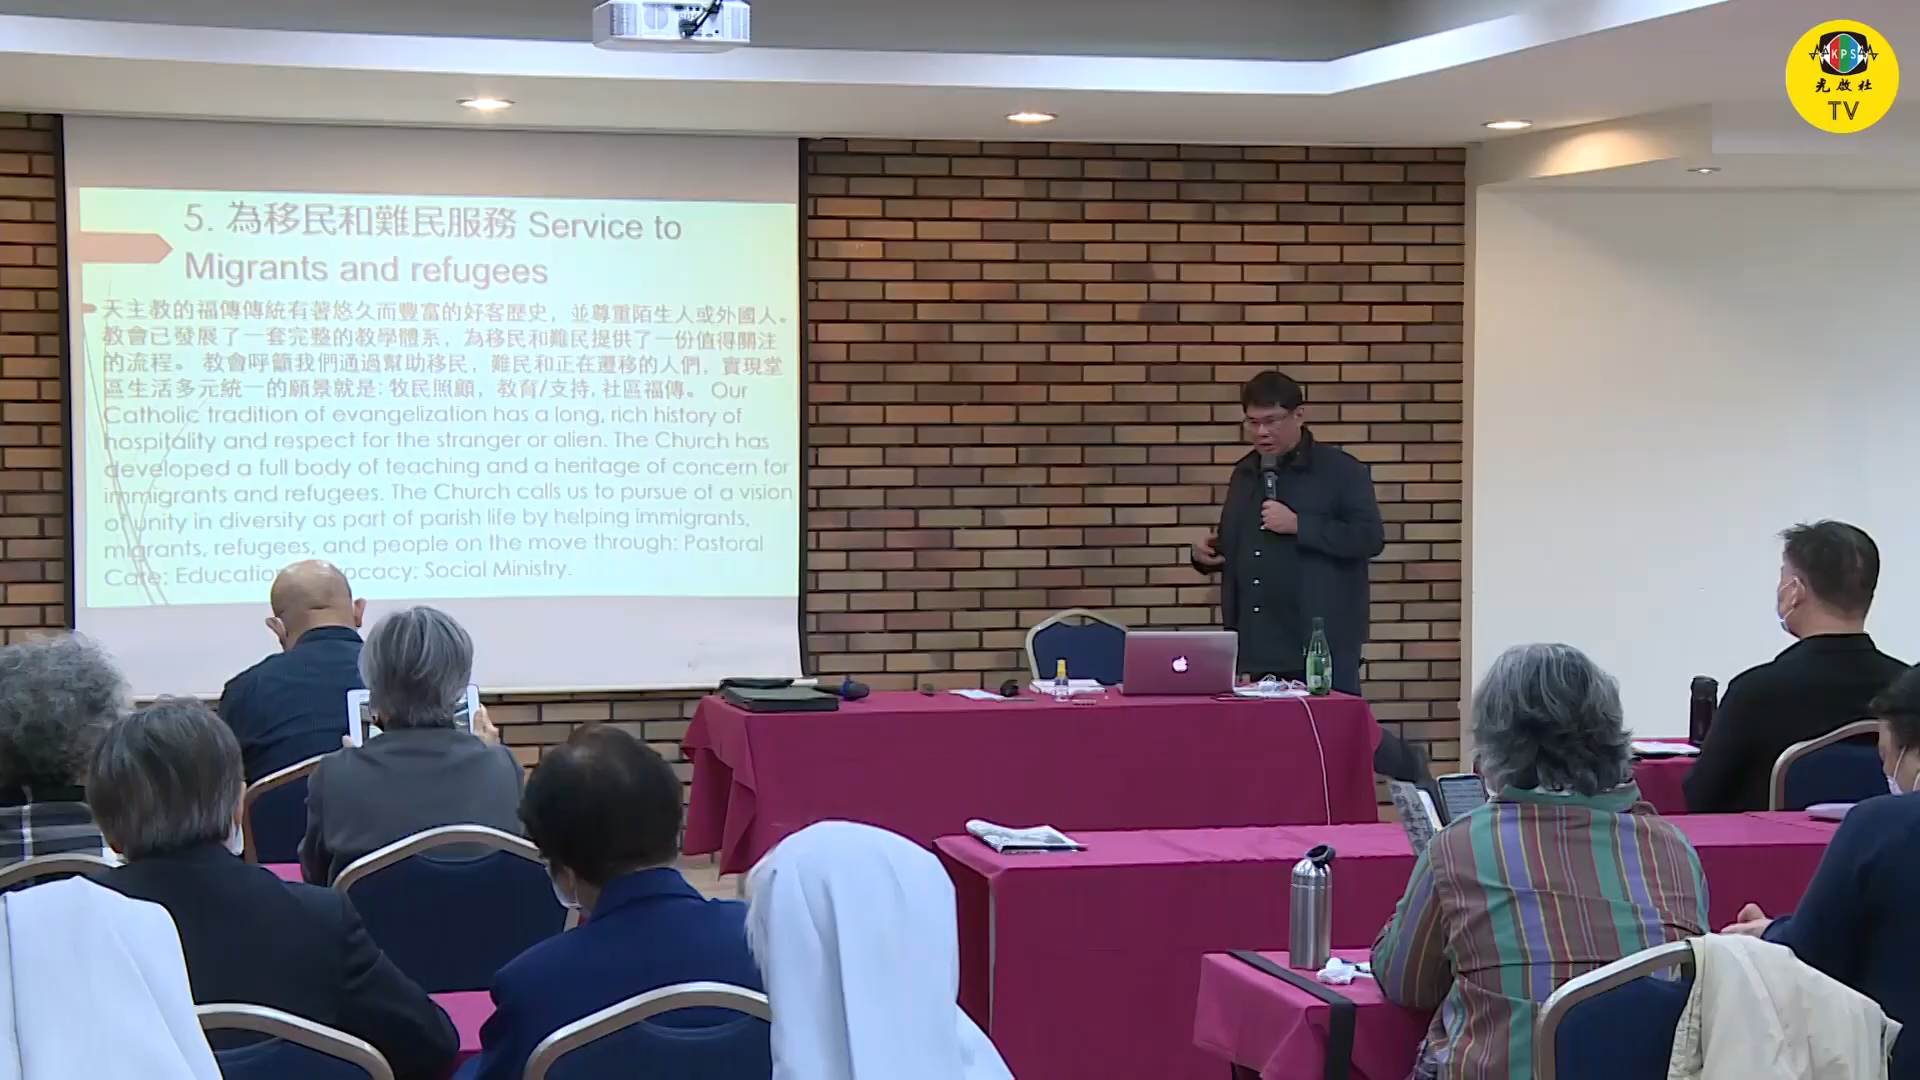 5. 為移民和難民服務 Service to
Migrants and refugees
天主教的福傳傳統有著悠久而豐富的好客歷史，並尊重陌生人或外國人。
教會已發展了一套完整的教學體系，為移民和難民提供了一份值得關注
的流程。 教會呼籲我們通過幫助移民，難民和正在遷移的人們，實現堂
區生活多元統一的願景就是: 牧民照顧，教育/支持, 社區福傳。 Our
Catholic tradition of evangelization has a long, rich history of
hospitality and respect for the stranger or alien. The Church has
developed a full body of teaching and a heritage of concern for
immigrants and refugees. The Church calls us to pursue of a vision
of unity in diversity as part of parish life by helping immigrants,
migrants, refugees, and people on the move through: Pastoral
Care; Education vocacy; Social Ministry.
KPS
光啟社
TV